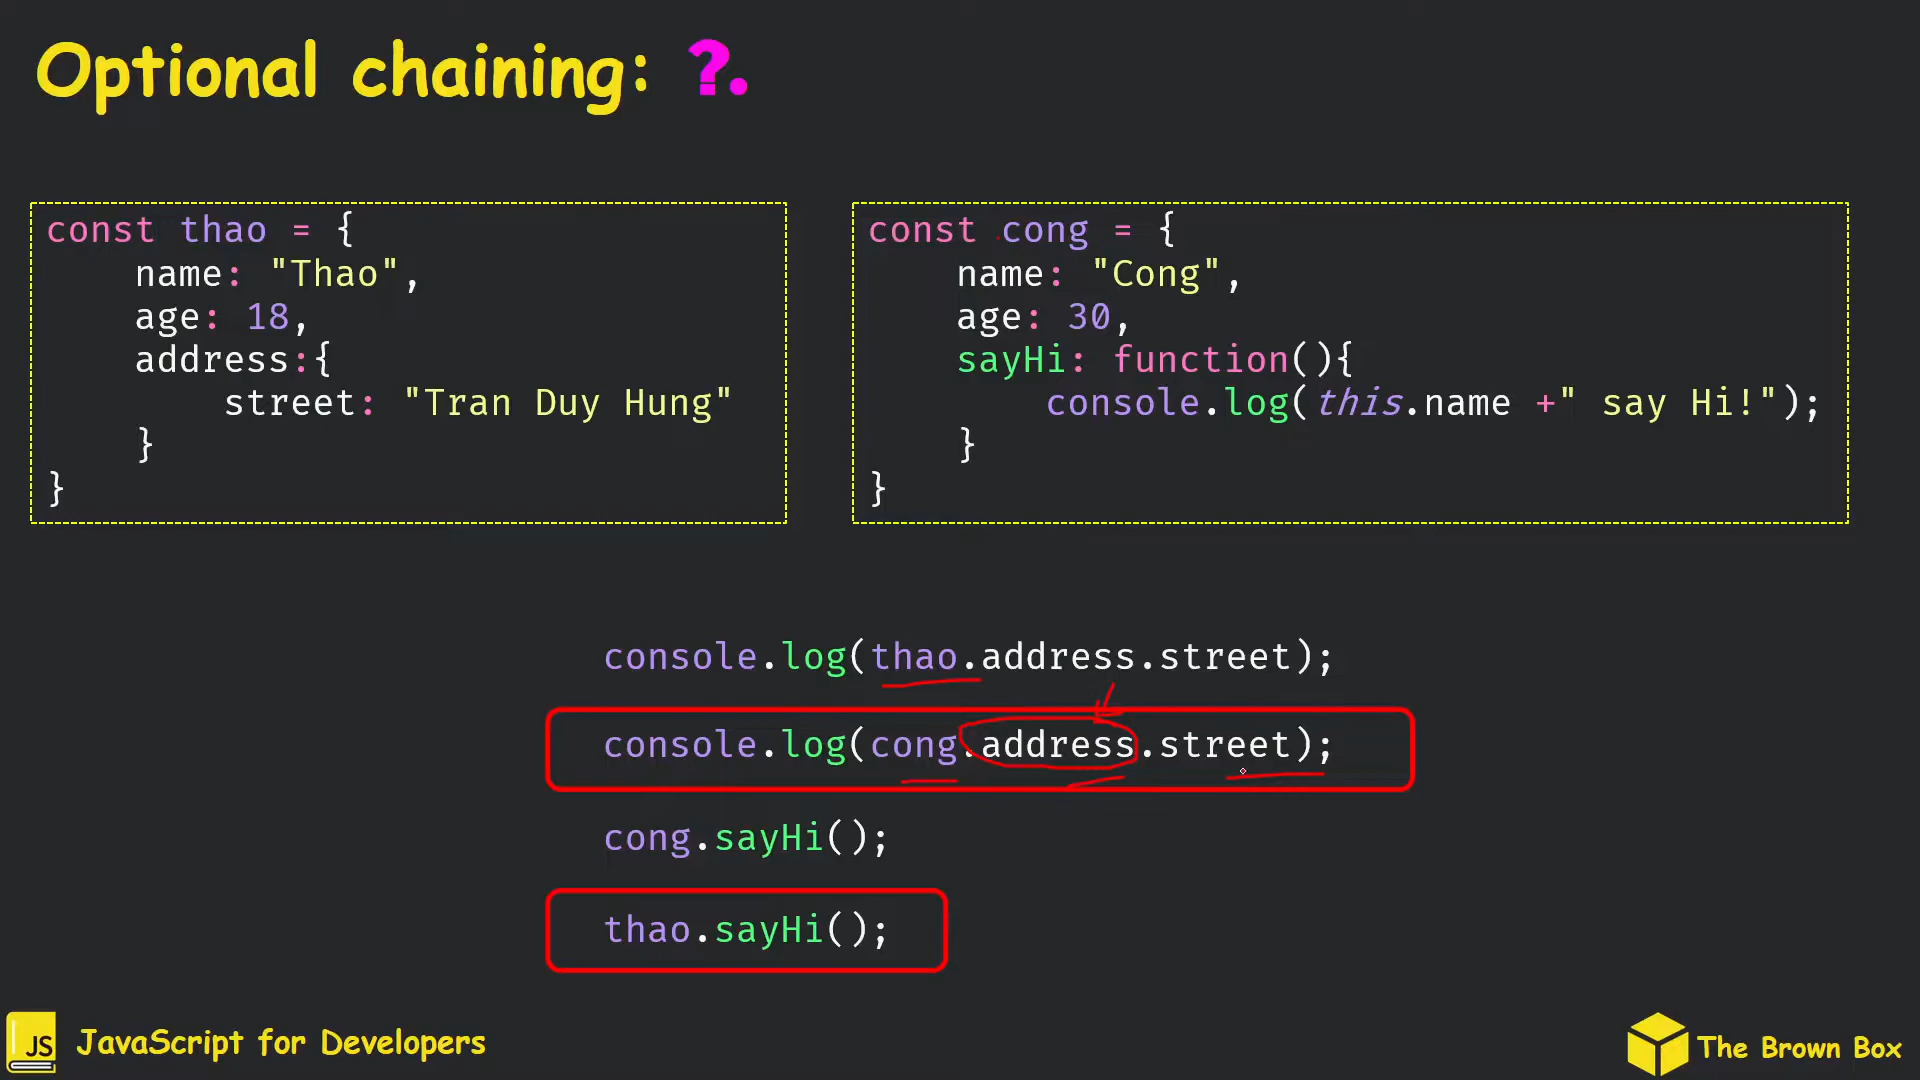 Optional chaining: ?.
const thao = {
name: "Thao",
age: 18,
address:{
street: "Tran Duy Hung"
}
}
const cong = {
name: "Cong",
age: 30,
sayHi: function(){
console.log(this.name +" say Hi!");
}
}
console.log(thao.address.street);
console.log(cong.address.street);
cong.sayHi();
thao.sayHi();
JS JavaScript for Developers
The Brown Box